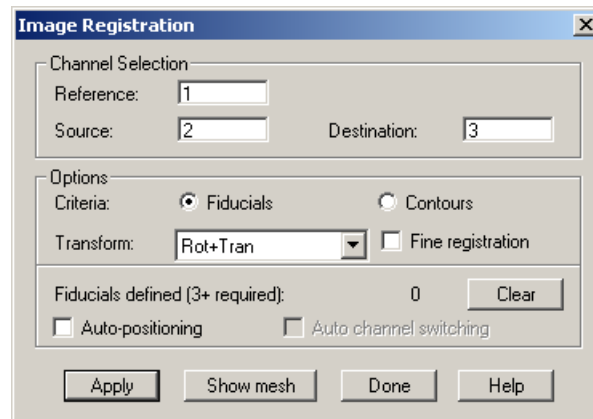 Image Registration
Channel Selection
Reference: 1
Source: 2 Destination: 3
Options
Criteria: Fiducials Contours
Transform: Rot+Tran Fine registration
Fiducials defined (3+ required): 0 Clear
Auto-positioning Auto channel switching
Apply Show mesh Done Help